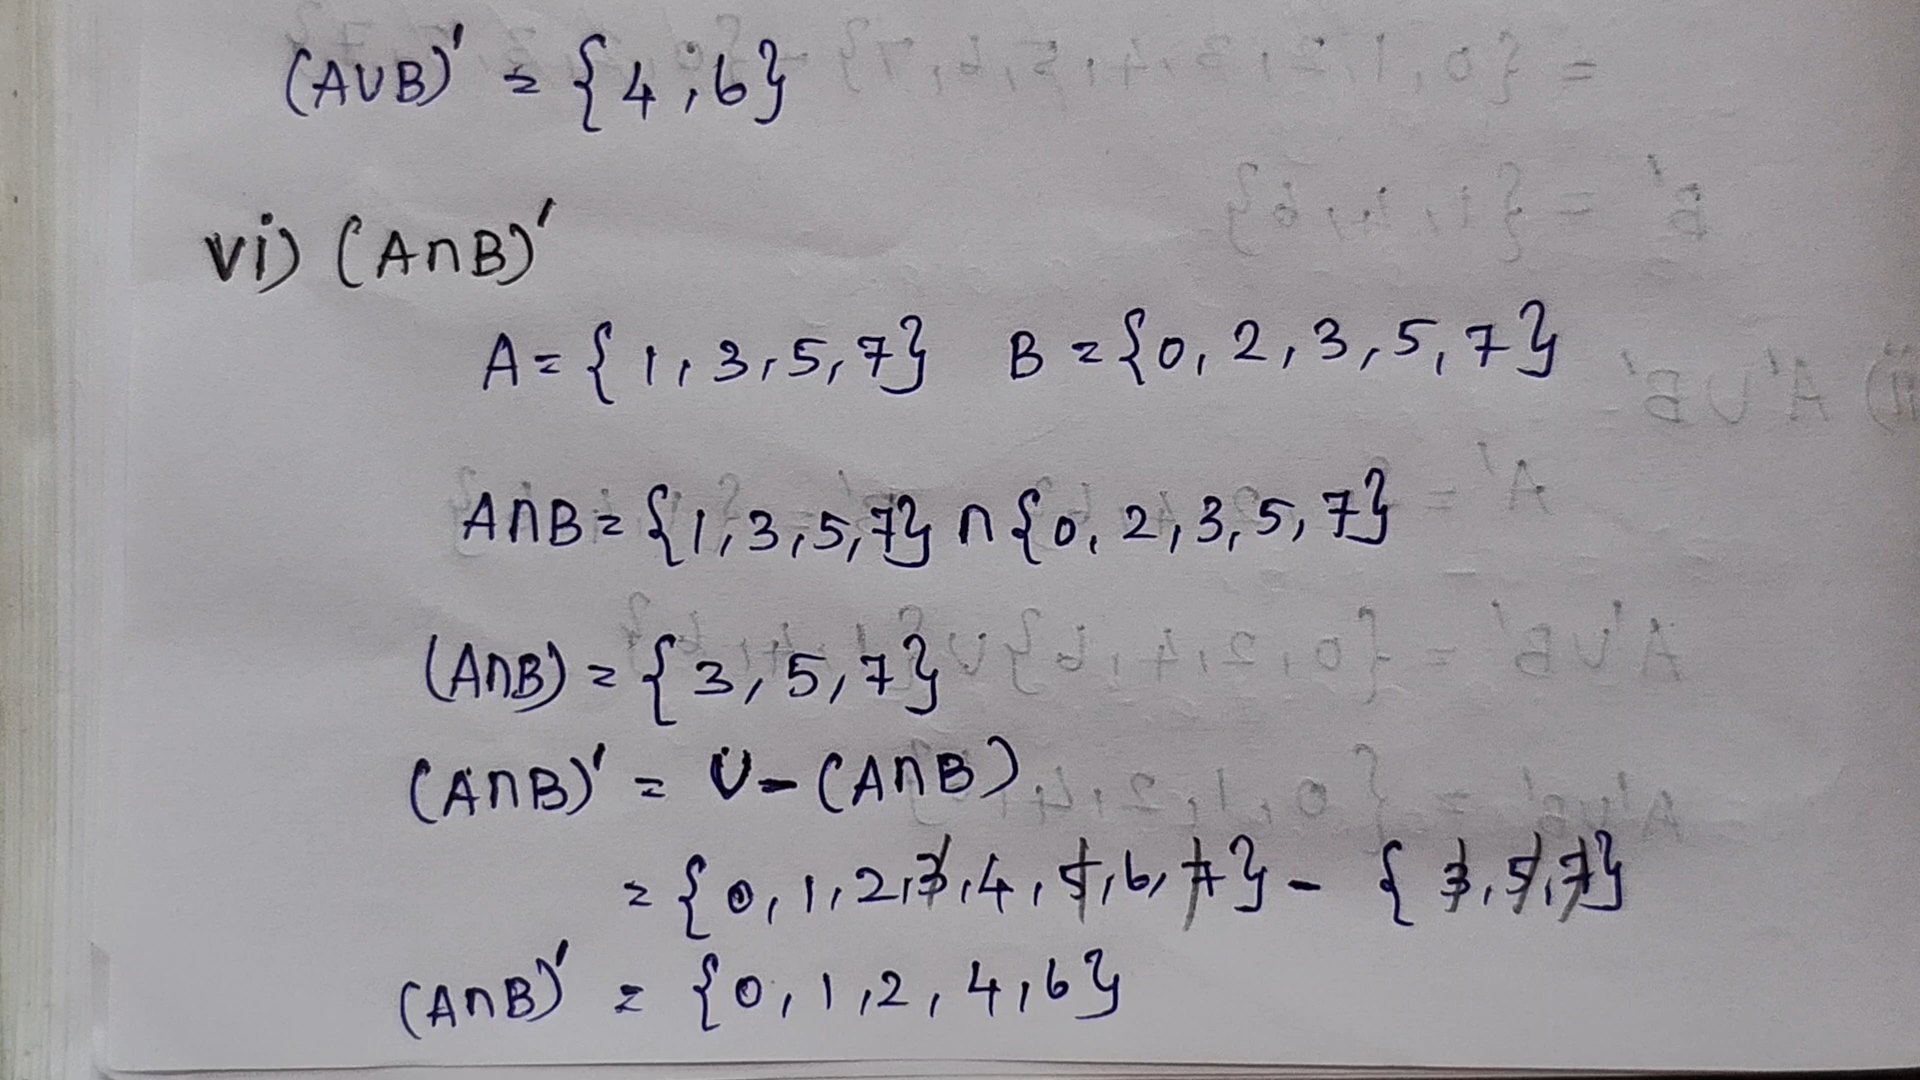 (A∪B)' = {4,6}
vi) (A∩B)'
A = {1,3,5,7} B = {0,2,3,5,7}
A∩B = {1,3,5,7} ∩ {0,2,3,5,7}
(A∩B) = {3,5,7}
(A∩B)' = U - (A∩B)
= {0,1,2,3,4,5,6,7} - {3,5,7}
(A∩B)' = {0,1,2,4,6}